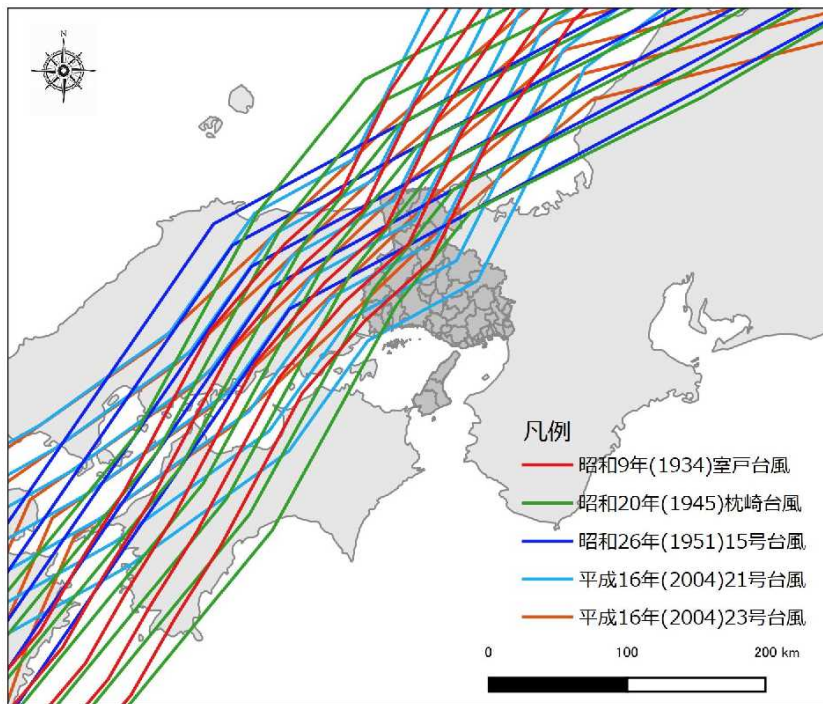 N
凡例
昭和9年(1934)室戸台風
昭和20年(1945)枕崎台風
昭和26年(1951)15号台風
平成16年(2004)21号台風
平成16年(2004)23号台風
0 100 200 km